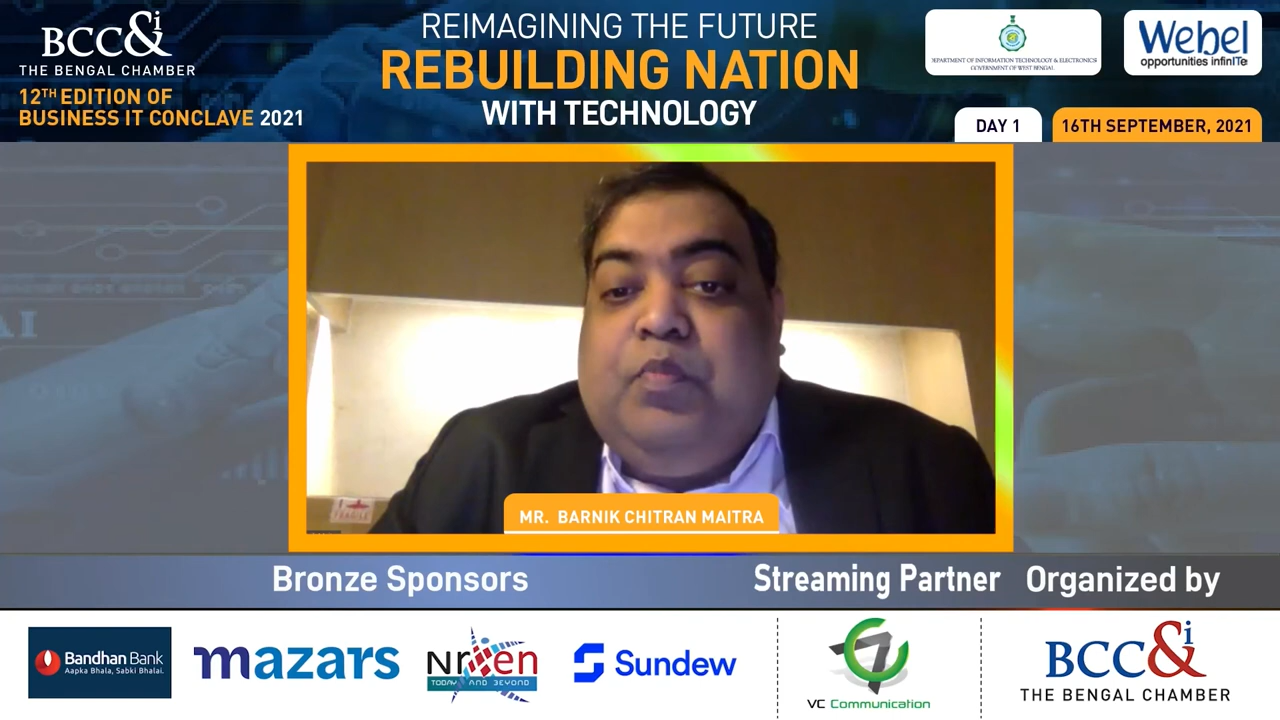 BCC&i
THE BENGAL CHAMBER
12TH EDITION OF
BUSINESS IT CONCLAVE 2021
REIMAGINING THE FUTURE
REBUILDING NATION
WITH TECHNOLOGY
DEPARTMENT OF INFORMATION TECHNOLOGY & ELECTRONICS
GOVERNMENT OF WEST BENGAL
Webel
opportunities infinITe
DAY 1
16TH SEPTEMBER, 2021
AI
FRAGILE
MR. BARNIK CHITRAN MAITRA
Bronze Sponsors
Streaming Partner
Organized by
Bandhan Bank
Aapka Bhala, Sabki Bhalai.
mazars
TODAY AND BEYOND
Sundew
VC Communication
BCC&i
THE BENGAL CHAMBER